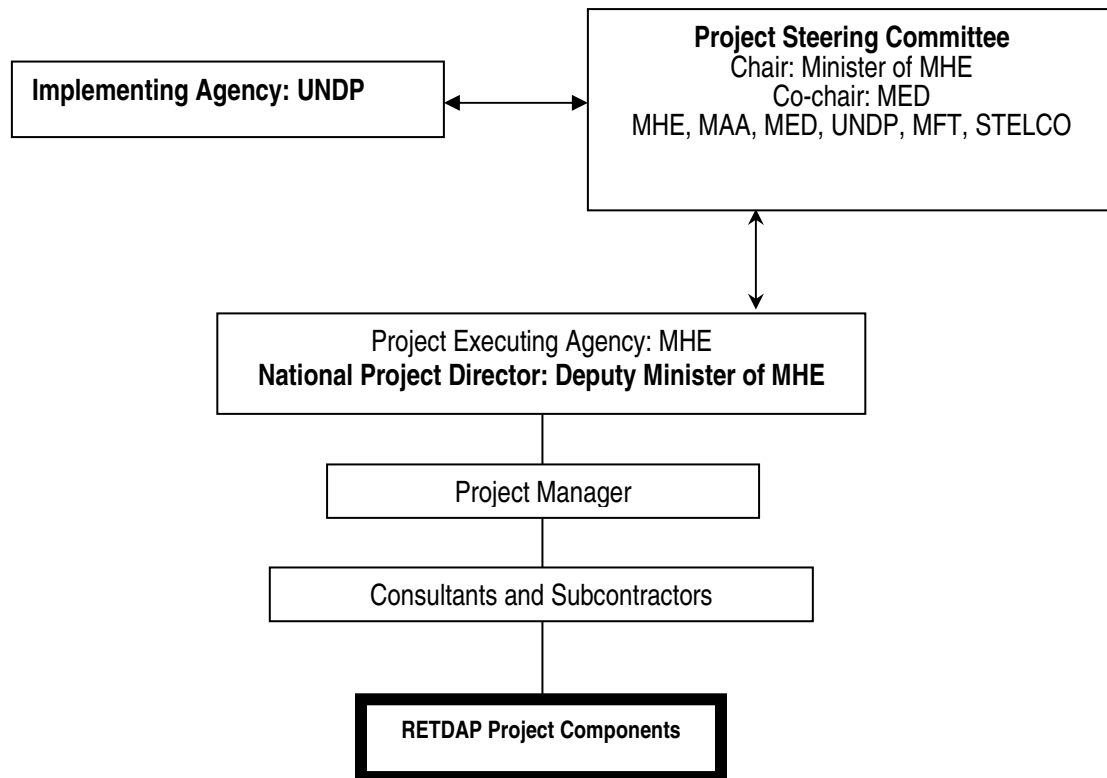 Project Steering Committee
Chair: Minister of MHE
Co-chair: MED
MHE, MAA, MED, UNDP, MFT, STELCO
Implementing Agency: UNDP
Project Executing Agency: MHE
National Project Director: Deputy Minister of MHE
Project Manager
Consultants and Subcontractors
RETDAP Project Components